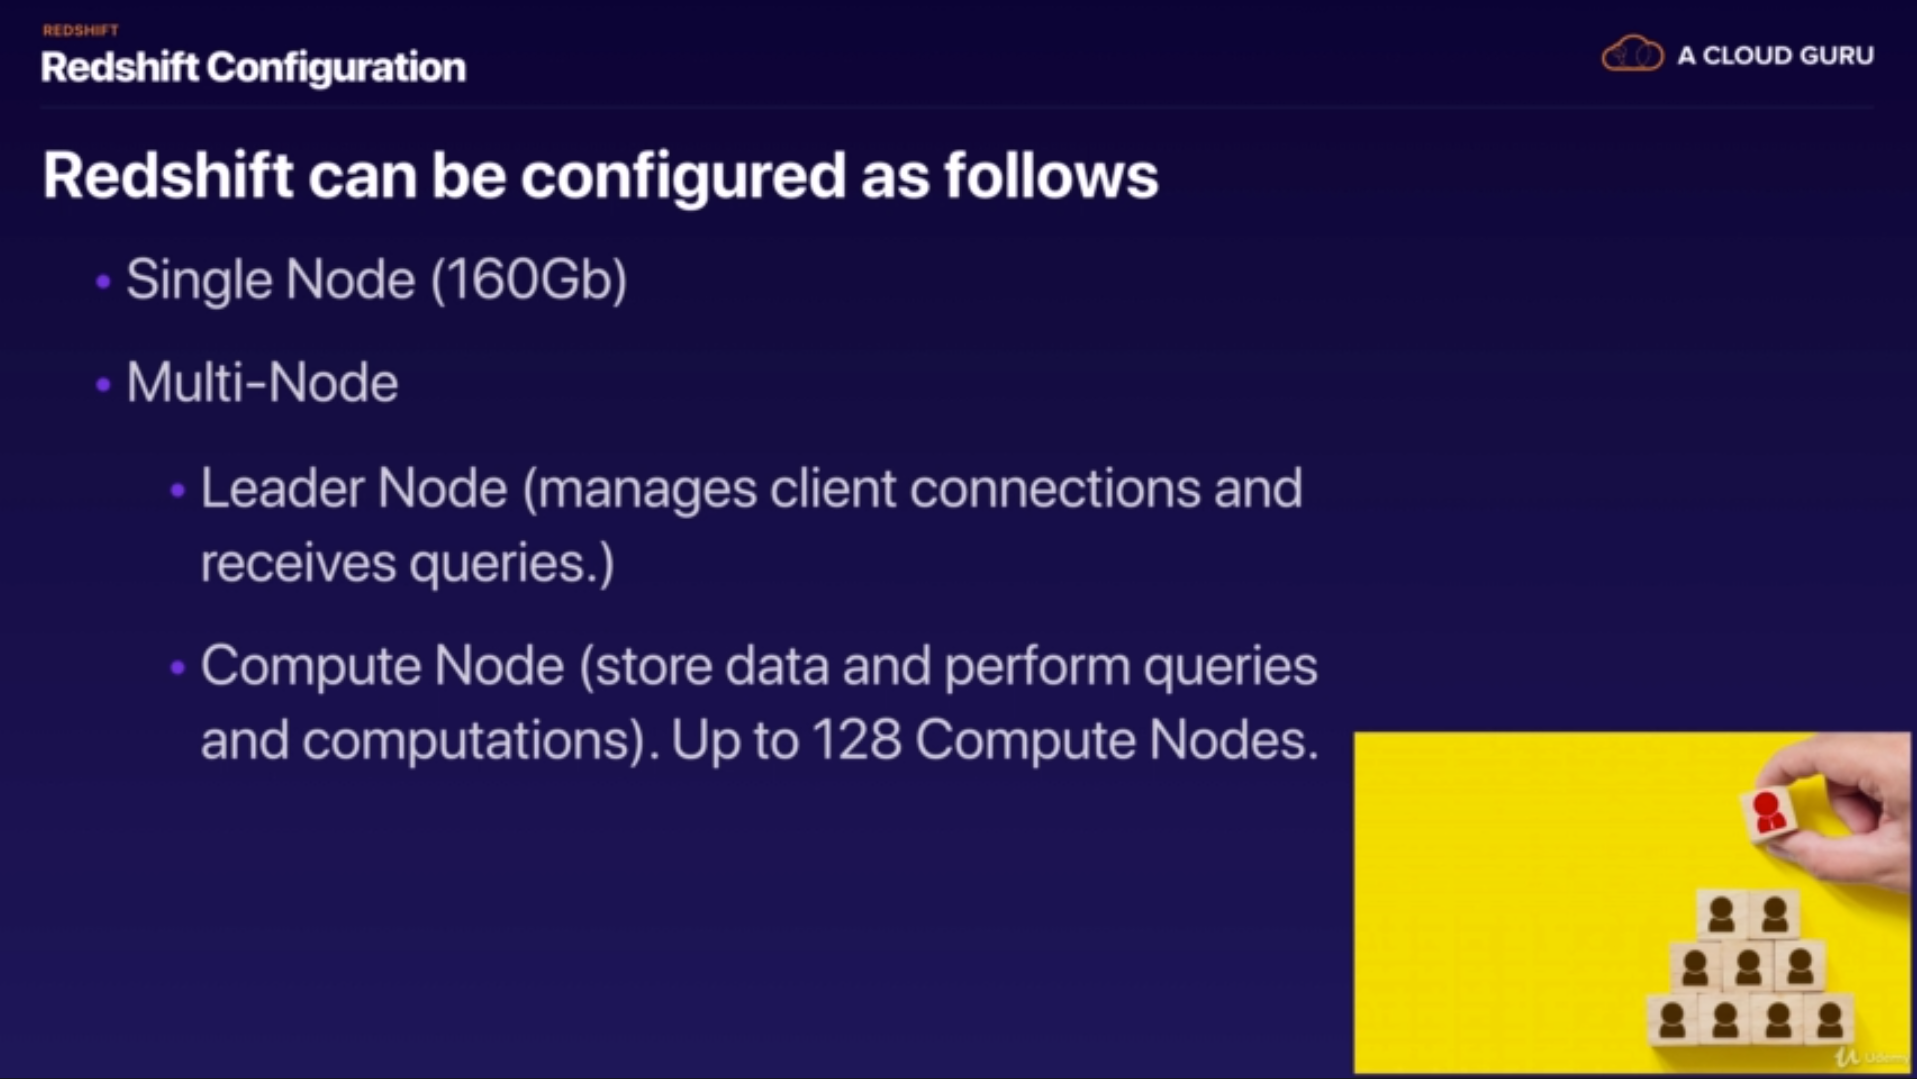 REDSHIFT
Redshift Configuration
A CLOUD GURU
Redshift can be configured as follows
• Single Node (160Gb)
• Multi-Node
• Leader Node (manages client connections and
receives queries.)
• Compute Node (store data and perform queries
and computations). Up to 128 Compute Nodes.
Udemy